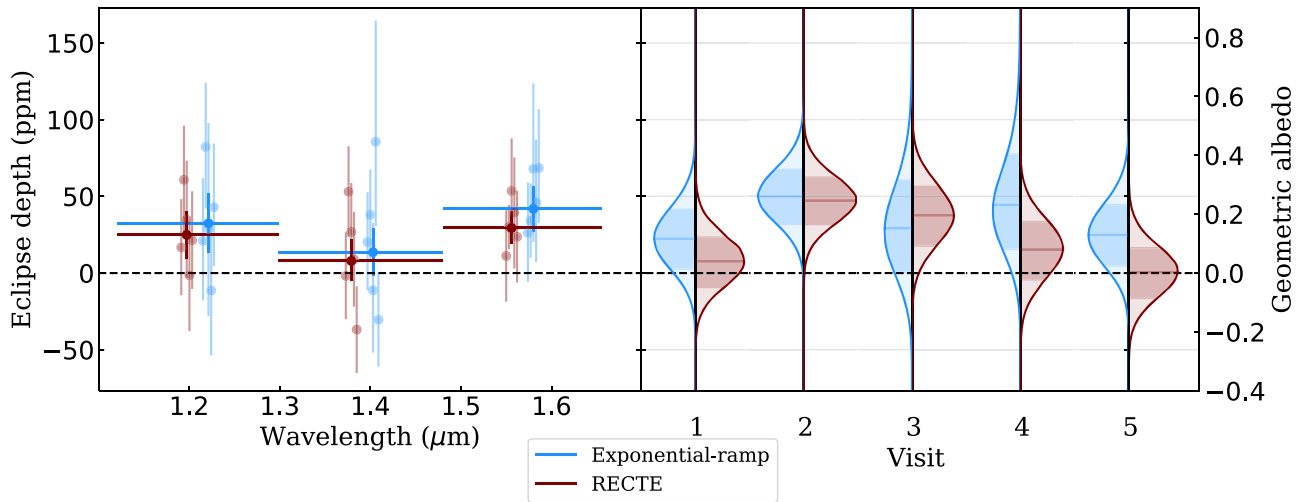 Eclipse depth (ppm)
150
100
50
0
−50
1.2 1.3 1.4 1.5 1.6
Wavelength (μm)
1 2 3 4 5
Visit
0.8
0.6
0.4
0.2
0.0
−0.2
−0.4
Geometric albedo
Exponential-ramp
RECTE